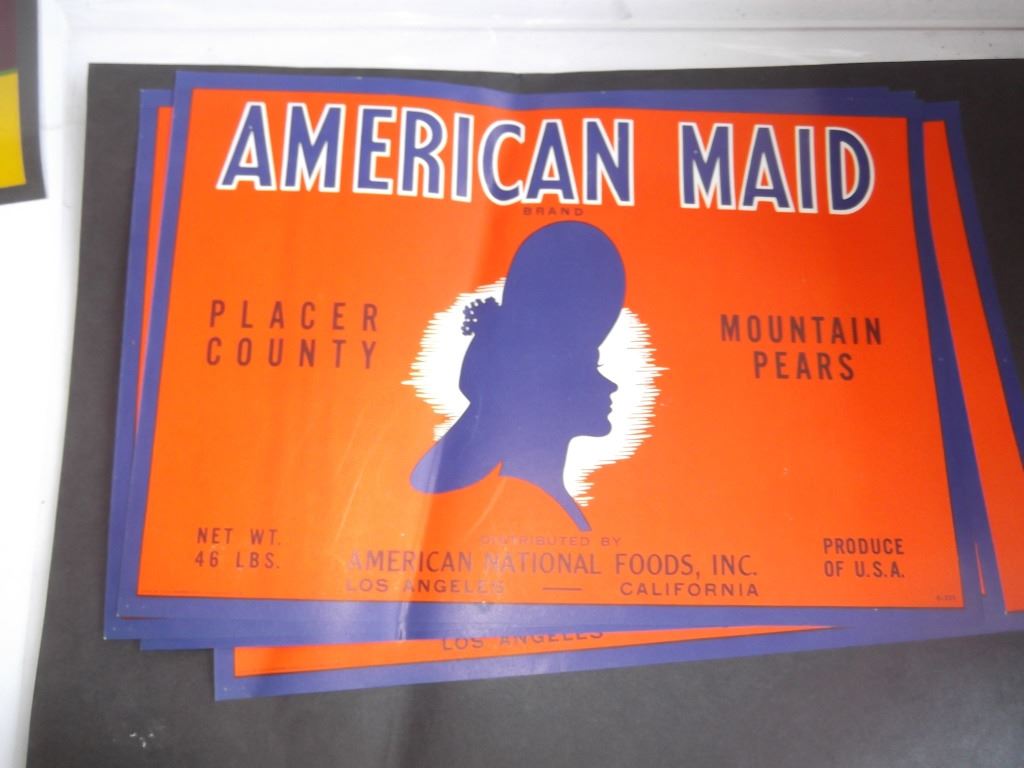 AMERICAN MAID
BRAND
PLACER
COUNTY
MOUNTAIN
PEARS
NET WT.
46 LBS.
DISTRIBUTED BY
AMERICAN NATIONAL FOODS, INC.
LOS ANGELES — CALIFORNIA
PRODUCE
OF U.S.A.
LOS ANGELES